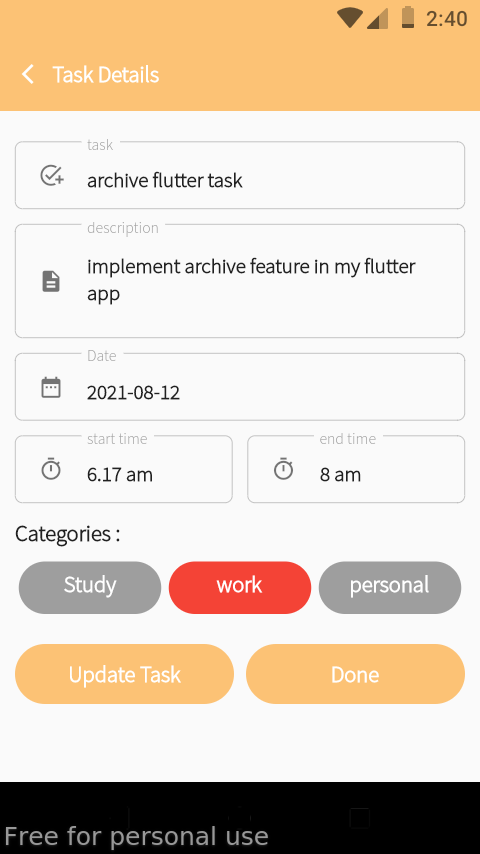 2:40
Task Details
task
archive flutter task
description
implement archive feature in my flutter
app
Date
2021-08-12
start time
end time
6.17 am
8 am
Categories :
Study
work
personal
Update Task
Done
Free for personal use